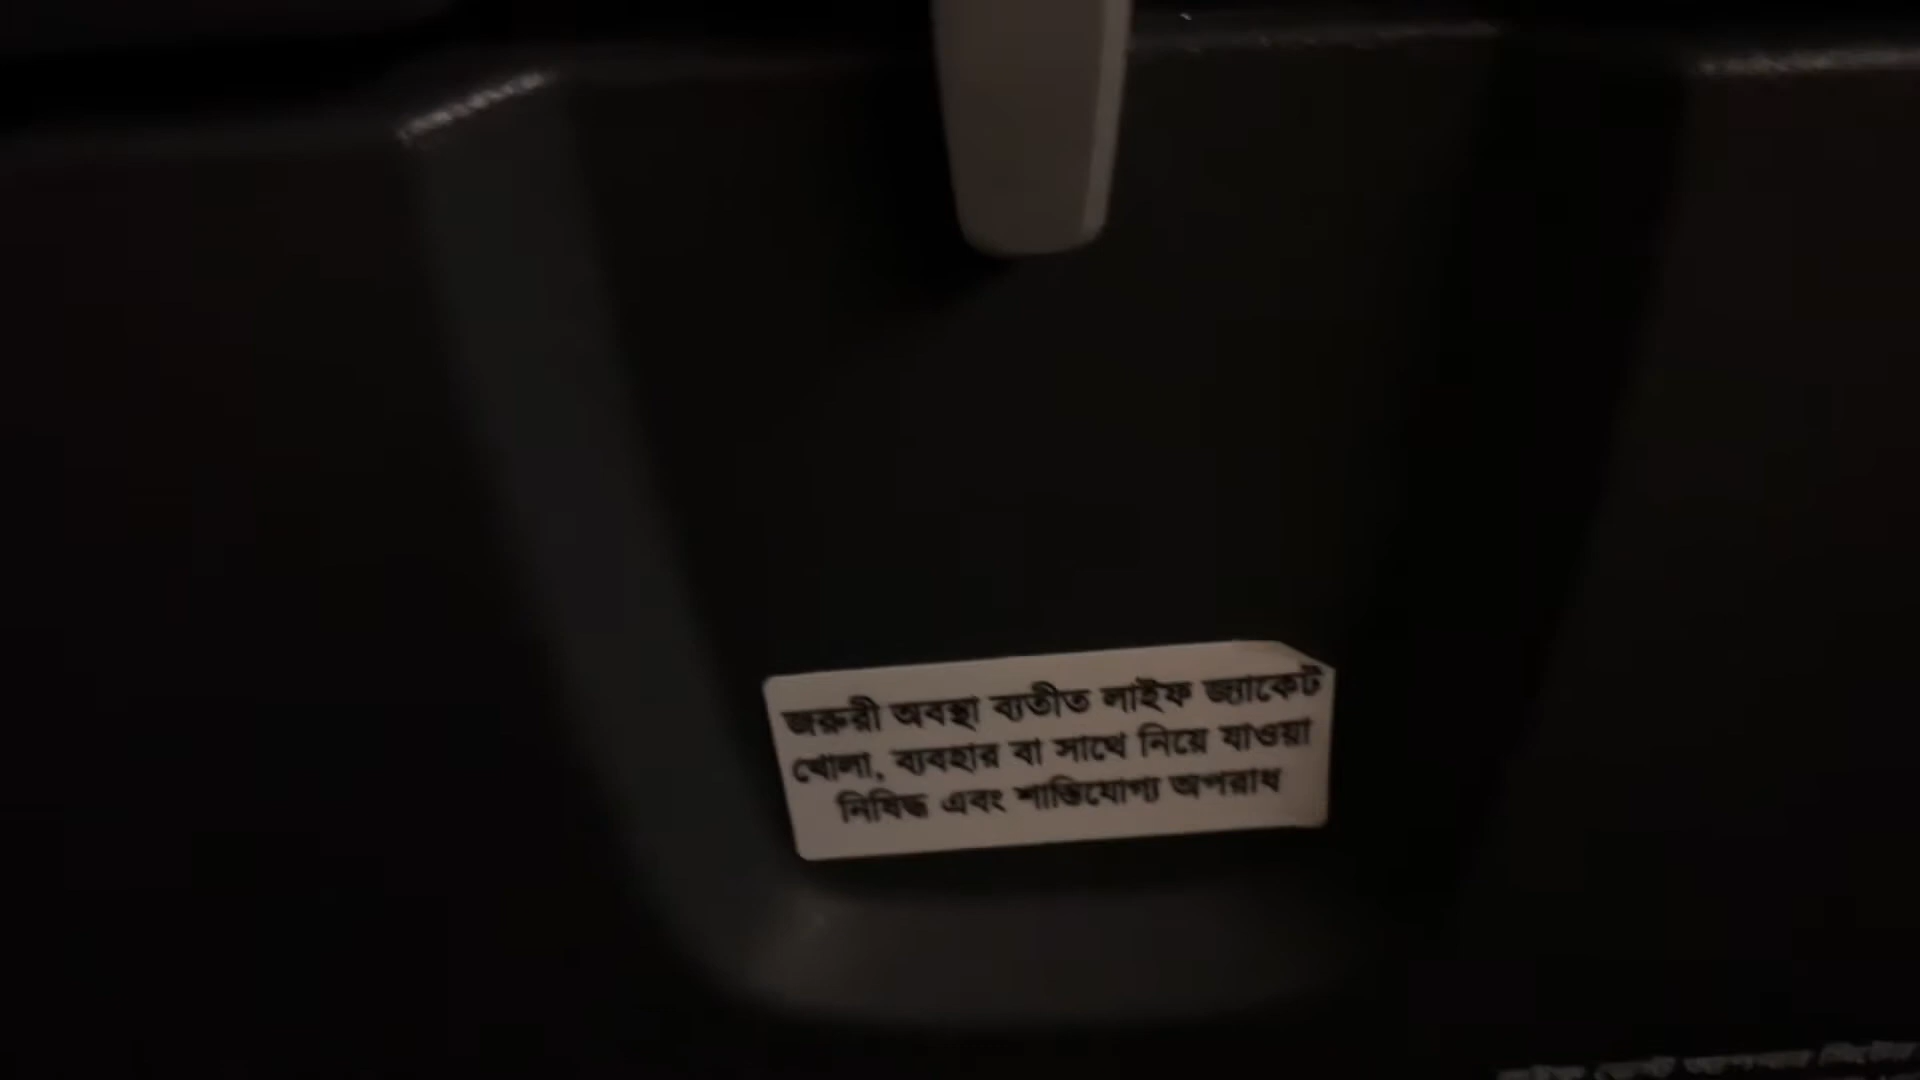 জরুরী অবস্থা ব্যতীত লাইফ জ্যাকেট
খোলা, ব্যবহার বা সাথে নিয়ে যাওয়া
নিষিদ্ধ এবং শাস্তিযোগ্য অপরাধ